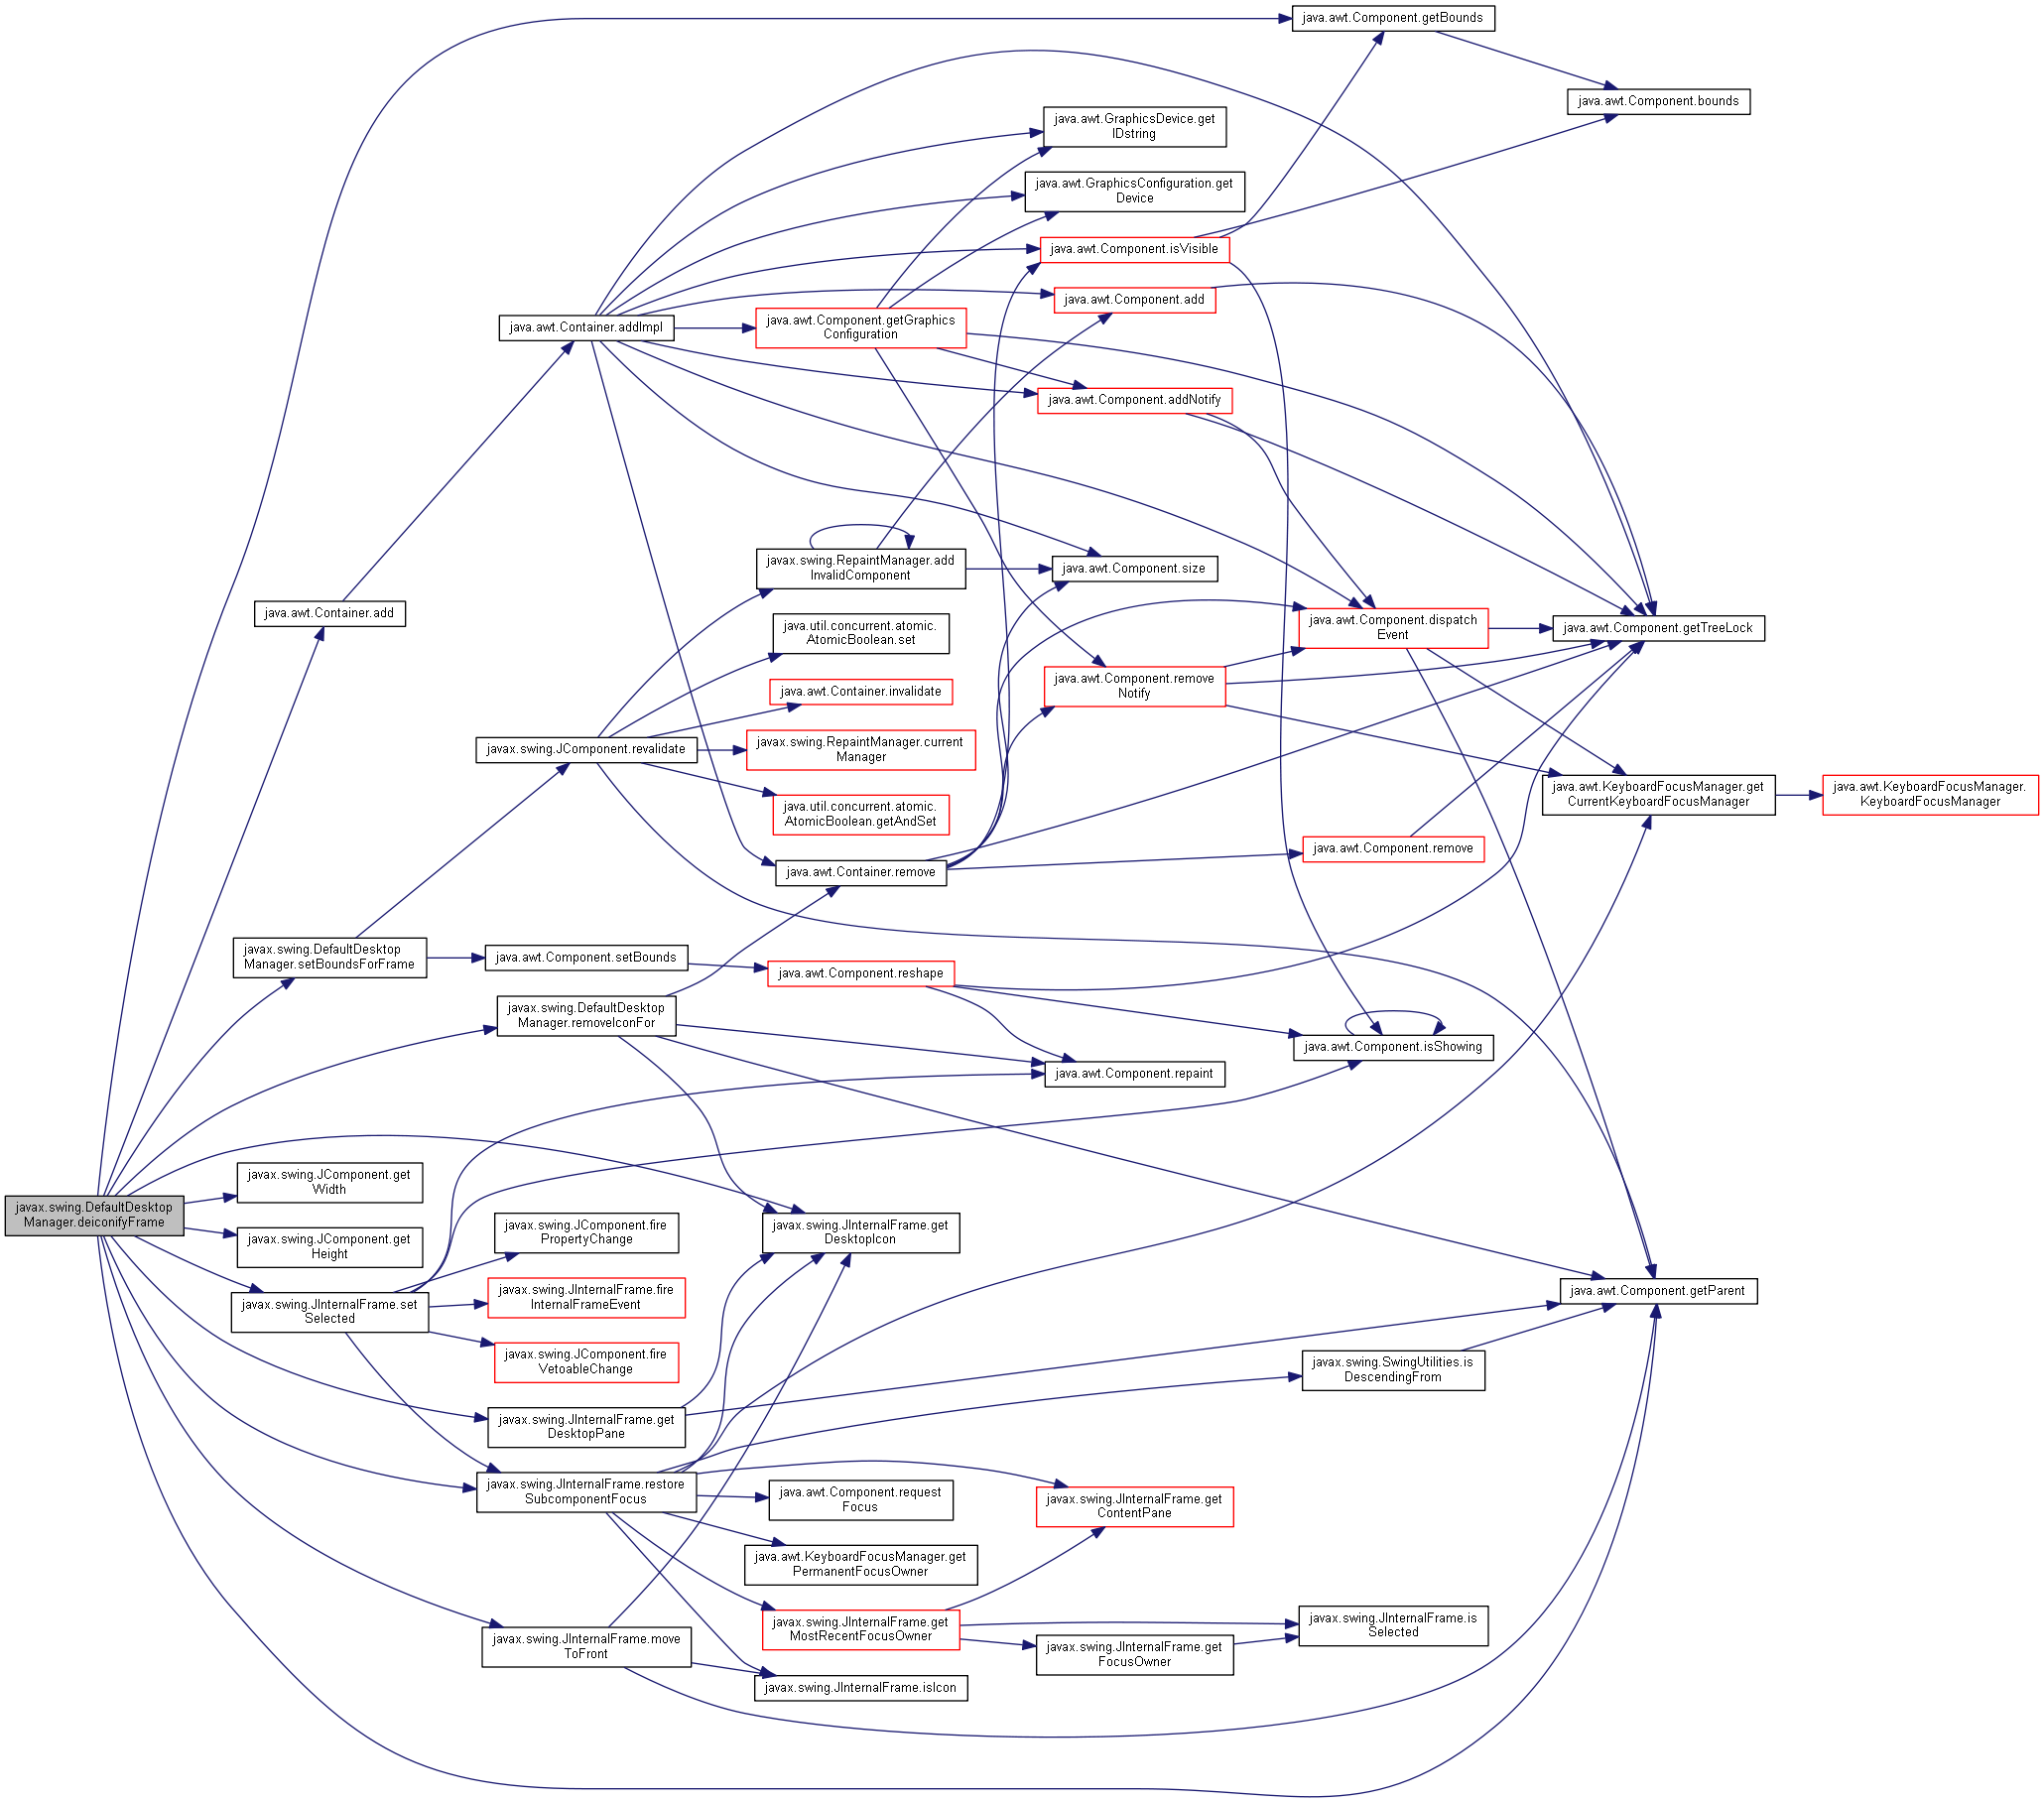 java.awt.Component.getBounds
java.awt.Component.bounds
java.awt.GraphicsDevice.get
IDstring
java.awt.GraphicsConfiguration.get
Device
java.awt.Component.isVisible
java.awt.Component.add
java.awt.Container.addImpl
java.awt.Component.getGraphics
Configuration
java.awt.Component.addNotify
javax.swing.RepaintManager.add
InvalidComponent
java.awt.Component.size
java.awt.Container.add
java.util.concurrent.atomic.
AtomicBoolean.set
java.awt.Component.dispatch
Event
java.awt.Component.getTreeLock
java.awt.Container.invalidate
java.awt.Component.remove
Notify
javax.swing.JComponent.revalidate
javax.swing.RepaintManager.current
Manager
java.util.concurrent.atomic.
AtomicBoolean.getAndSet
java.awt.KeyboardFocusManager.get
CurrentKeyboardFocusManager
java.awt.KeyboardFocusManager.
KeyboardFocusManager
java.awt.Component.remove
java.awt.Container.remove
javax.swing.DefaultDesktop
Manager.setBoundsForFrame
java.awt.Component.setBounds
java.awt.Component.reshape
javax.swing.DefaultDesktop
Manager.removeIconFor
java.awt.Component.isShowing
java.awt.Component.repaint
javax.swing.JComponent.get
Width
javax.swing.DefaultDesktop
Manager.deiconifyFrame
javax.swing.JComponent.get
Height
javax.swing.JComponent.fire
PropertyChange
javax.swing.JInternalFrame.get
DesktopIcon
javax.swing.JInternalFrame.set
Selected
javax.swing.JInternalFrame.fire
InternalFrameEvent
java.awt.Component.getParent
javax.swing.JComponent.fire
VetoableChange
javax.swing.SwingUtilities.is
DescendingFrom
javax.swing.JInternalFrame.get
DesktopPane
javax.swing.JInternalFrame.restore
SubcomponentFocus
java.awt.Component.request
Focus
javax.swing.JInternalFrame.get
ContentPane
java.awt.KeyboardFocusManager.get
PermanentFocusOwner
javax.swing.JInternalFrame.get
MostRecentFocusOwner
javax.swing.JInternalFrame.is
Selected
javax.swing.JInternalFrame.move
ToFront
javax.swing.JInternalFrame.get
FocusOwner
javax.swing.JInternalFrame.isIcon